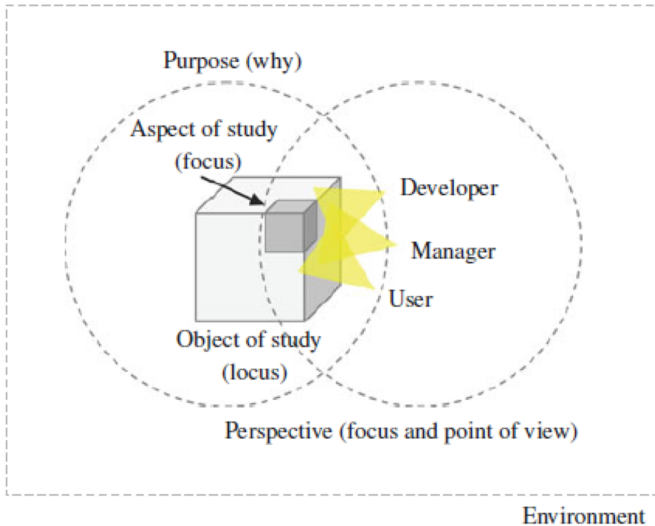 Purpose (why)
Aspect of study
(focus)
Developer
Manager
User
Object of study
(locus)
Perspective (focus and point of view)
Environment